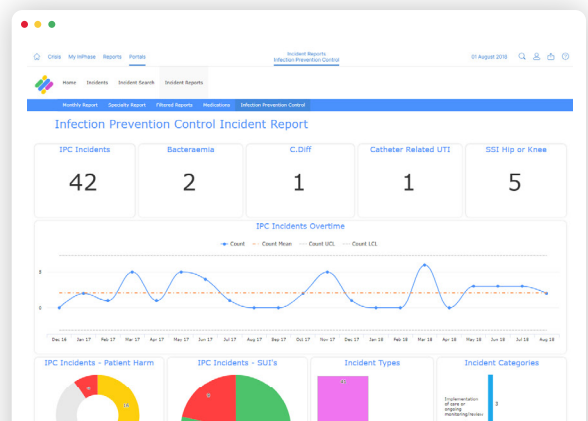 Crisis My InPhase Reports Portals
Incident Reports
Infection Prevention Control
01 August 2018
Home Incidents Incident Search Incident Reports
Monthly Report Specialty Report Filtered Reports Medications Infection Prevention Control
Infection Prevention Control Incident Report
IPC Incidents Bacteraemia C.Diff Catheter Related UTI SSI Hip or Knee
42 2 1 1 5
IPC Incidents Overtime
Count Count Mean Count UCL Count LCL
8
6
Dec 16 Jan 17 Feb 17 Mar 17 Apr 17 May 17 Jun 17 Jul 17 Aug 17 Sep 17 Oct 17 Nov 17 Dec 17 Jan 18 Feb 18 Mar 18 Apr 18 May 18 Jun 18 Jul 18 Aug 18
IPC Incidents - Patient Harm IPC Incidents - SUI's Incident Types Incident Categories
Implementation
of care or
ongoing
monitoring/review
3